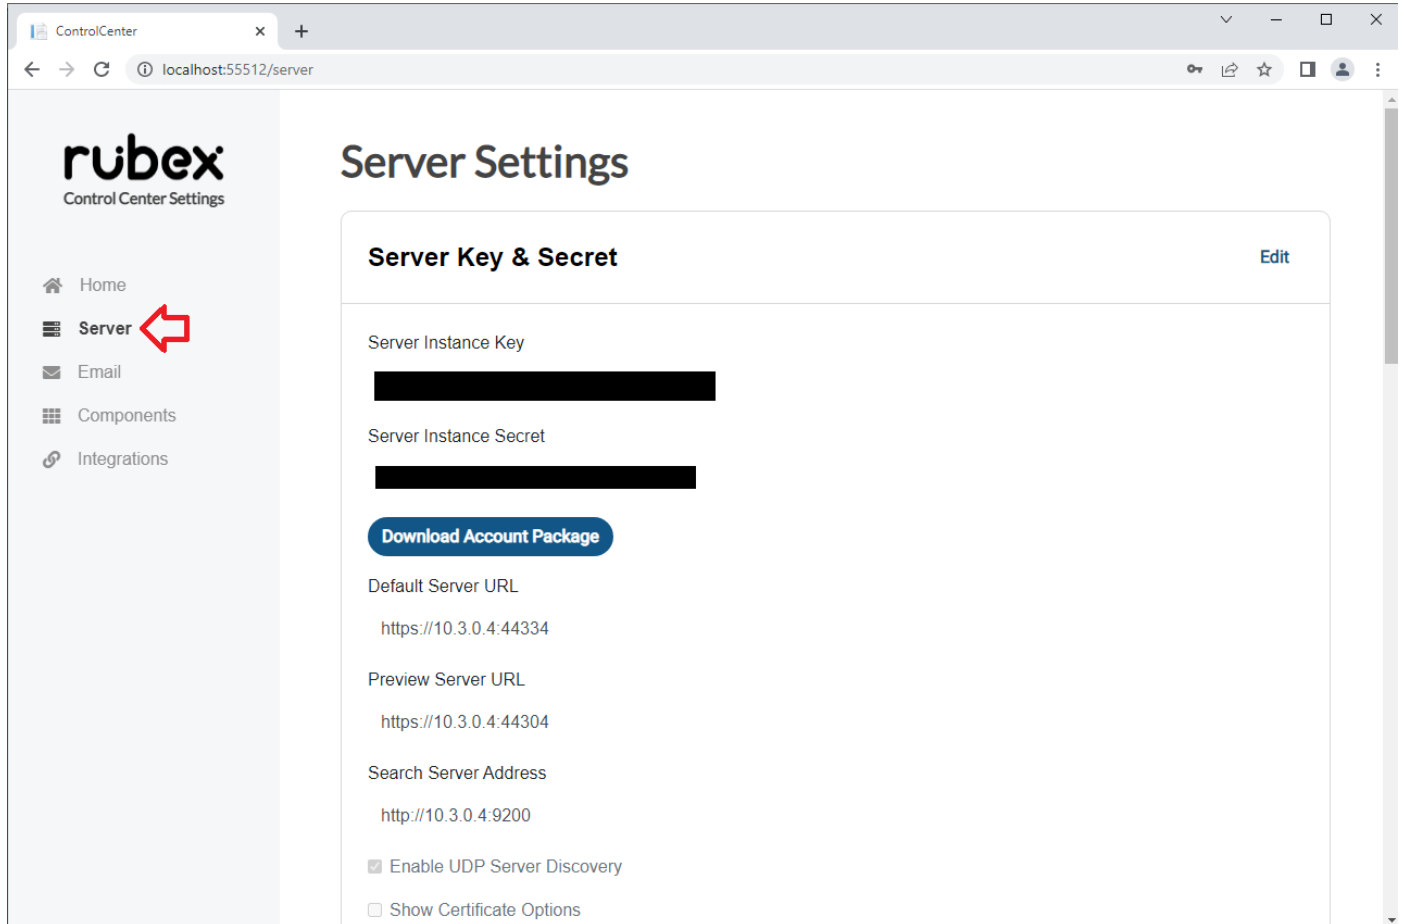 ControlCenter
localhost:55512/server
rubex
Control Center Settings
Home
Server
Email
Components
Integrations
Server Settings
Server Key & Secret
Edit
Server Instance Key
Server Instance Secret
Download Account Package
Default Server URL
https://10.3.0.4:44334
Preview Server URL
https://10.3.0.4:44304
Search Server Address
http://10.3.0.4:9200
Enable UDP Server Discovery
Show Certificate Options